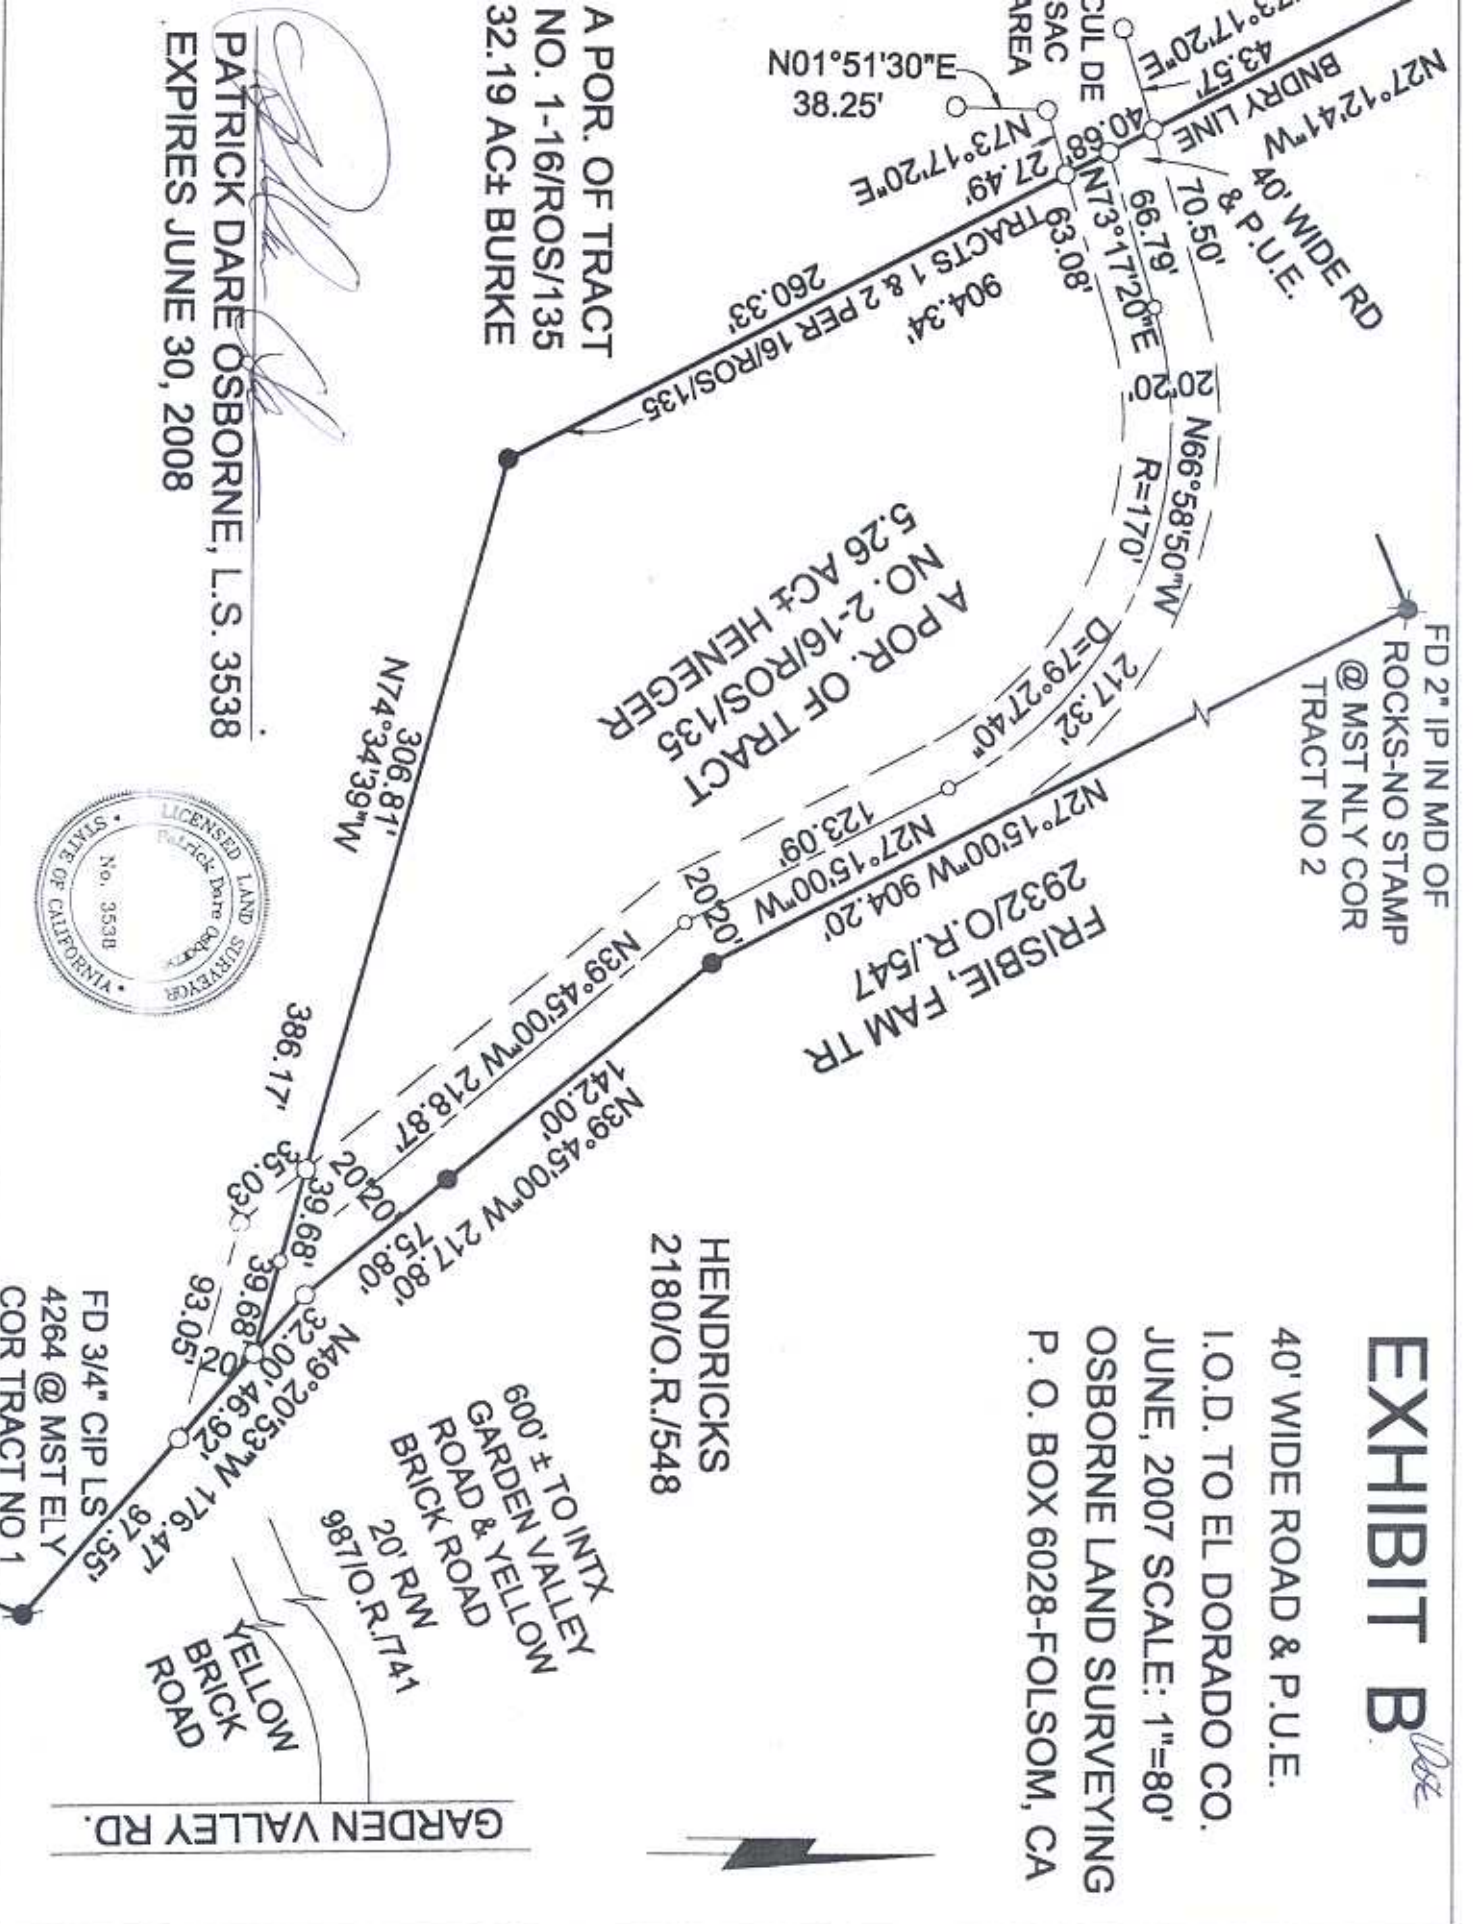 EXHIBIT B
40' WIDE ROAD & P.U.E.
I.O.D. TO EL DORADO CO.
JUNE, 2007 SCALE: 1"=80'
OSBORNE LAND SURVEYING
P. O. BOX 6028-FOLSOM, CA
FD 2" IP IN MD OF
ROCKS-NO STAMP
@ MST NLY COR
TRACT NO 2
N27°12'41"W
BNDRY LINE
43.57'
N73°17'20"E
40' WIDE RD
& P.U.E.
CUL DE
SAC
AREA
N01°51'30"E
38.25'
40.68'
N73°17'20"E
27.49'
70.50'
66.79'
N73°17'20"E
63.08'
TRACTS 1 & 2 PER 16/ROS/135
904.34'
260.33'
20'
20'
N66°58'50"W
217.32'
R=170'
D=79°27'40"
A POR. OF TRACT
NO. 2-16/ROS/135
5.26 AC± HENEGER
N27°15'00"W 904.20'
N27°15'00"W
123.09'
FRISBIE, FAM TR
2932/O.R./547
20'
20'
N39°45'00"W 218.87'
142.00'
N39°45'00"W 217.80'
75.80'
20'
20'
HENDRICKS
2180/O.R./548
A POR. OF TRACT
NO. 1-16/ROS/135
32.19 AC± BURKE
306.81'
N74°34'39"W
386.17'
35.03'
39.68'
39.68'
93.05'
20'
32.00'
46.92'
N49°20'53"W 176.47'
97.55'
FD 3/4" CIP LS
4264 @ MST ELY
COR TRACT NO 1
600' ± TO INTX
GARDEN VALLEY
ROAD & YELLOW
BRICK ROAD
20' R/W
987/O.R./741
YELLOW
BRICK
ROAD
GARDEN VALLEY RD.
PATRICK DARE OSBORNE, L.S. 3538
EXPIRES JUNE 30, 2008
LICENSED LAND SURVEYOR
Patrick Dare Osborne
No. 3538
STATE OF CALIFORNIA